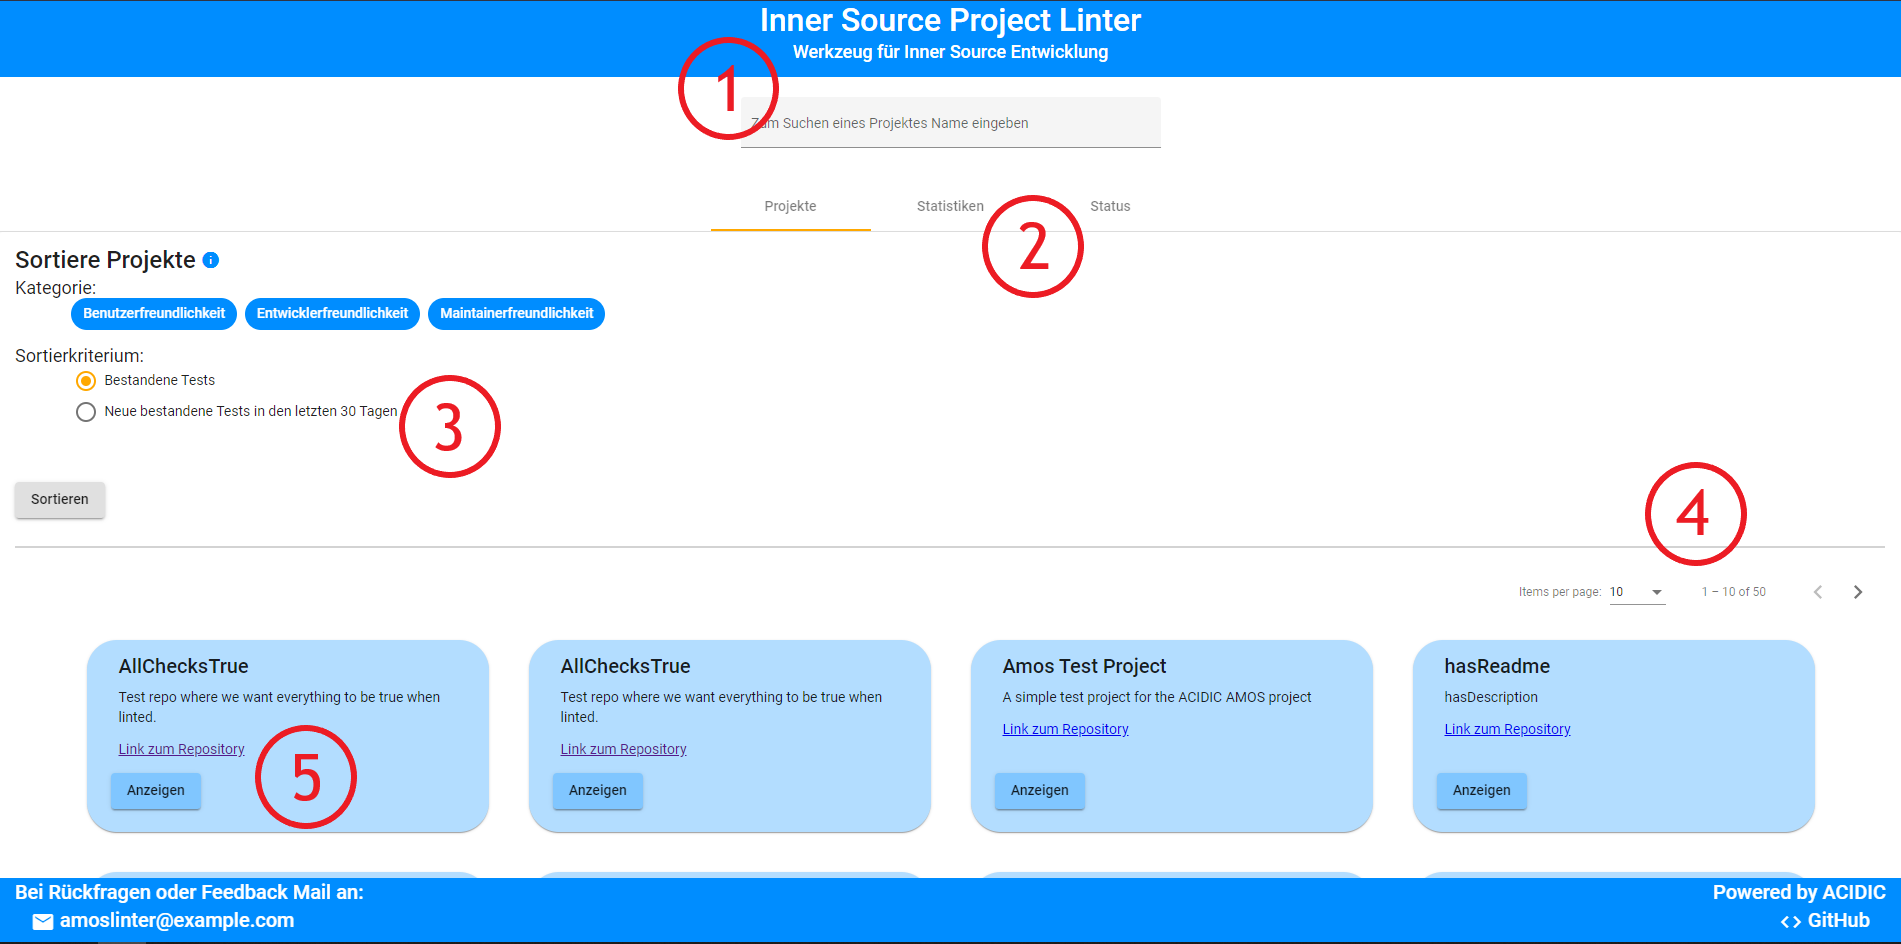 Inner Source Project Linter
Werkzeug für Inner Source Entwicklung
1
Zum Suchen eines Projektes Name eingeben
Projekte Statistiken Status
2
Sortiere Projekte
Kategorie:
Benutzerfreundlichkeit Entwicklerfreundlichkeit Maintainerfreundlichkeit
Sortierkriterium:
Bestandene Tests
Neue bestandene Tests in den letzten 30 Tagen
3
Sortieren
4
Items per page: 10 1 – 10 of 50
AllChecksTrue
Test repo where we want everything to be true when
linted.
Link zum Repository
5
Anzeigen
AllChecksTrue
Test repo where we want everything to be true when
linted.
Link zum Repository
Anzeigen
Amos Test Project
A simple test project for the ACIDIC AMOS project
Link zum Repository
Anzeigen
hasReadme
hasDescription
Link zum Repository
Anzeigen
Bei Rückfragen oder Feedback Mail an:
amoslinter@example.com
Powered by ACIDIC
GitHub